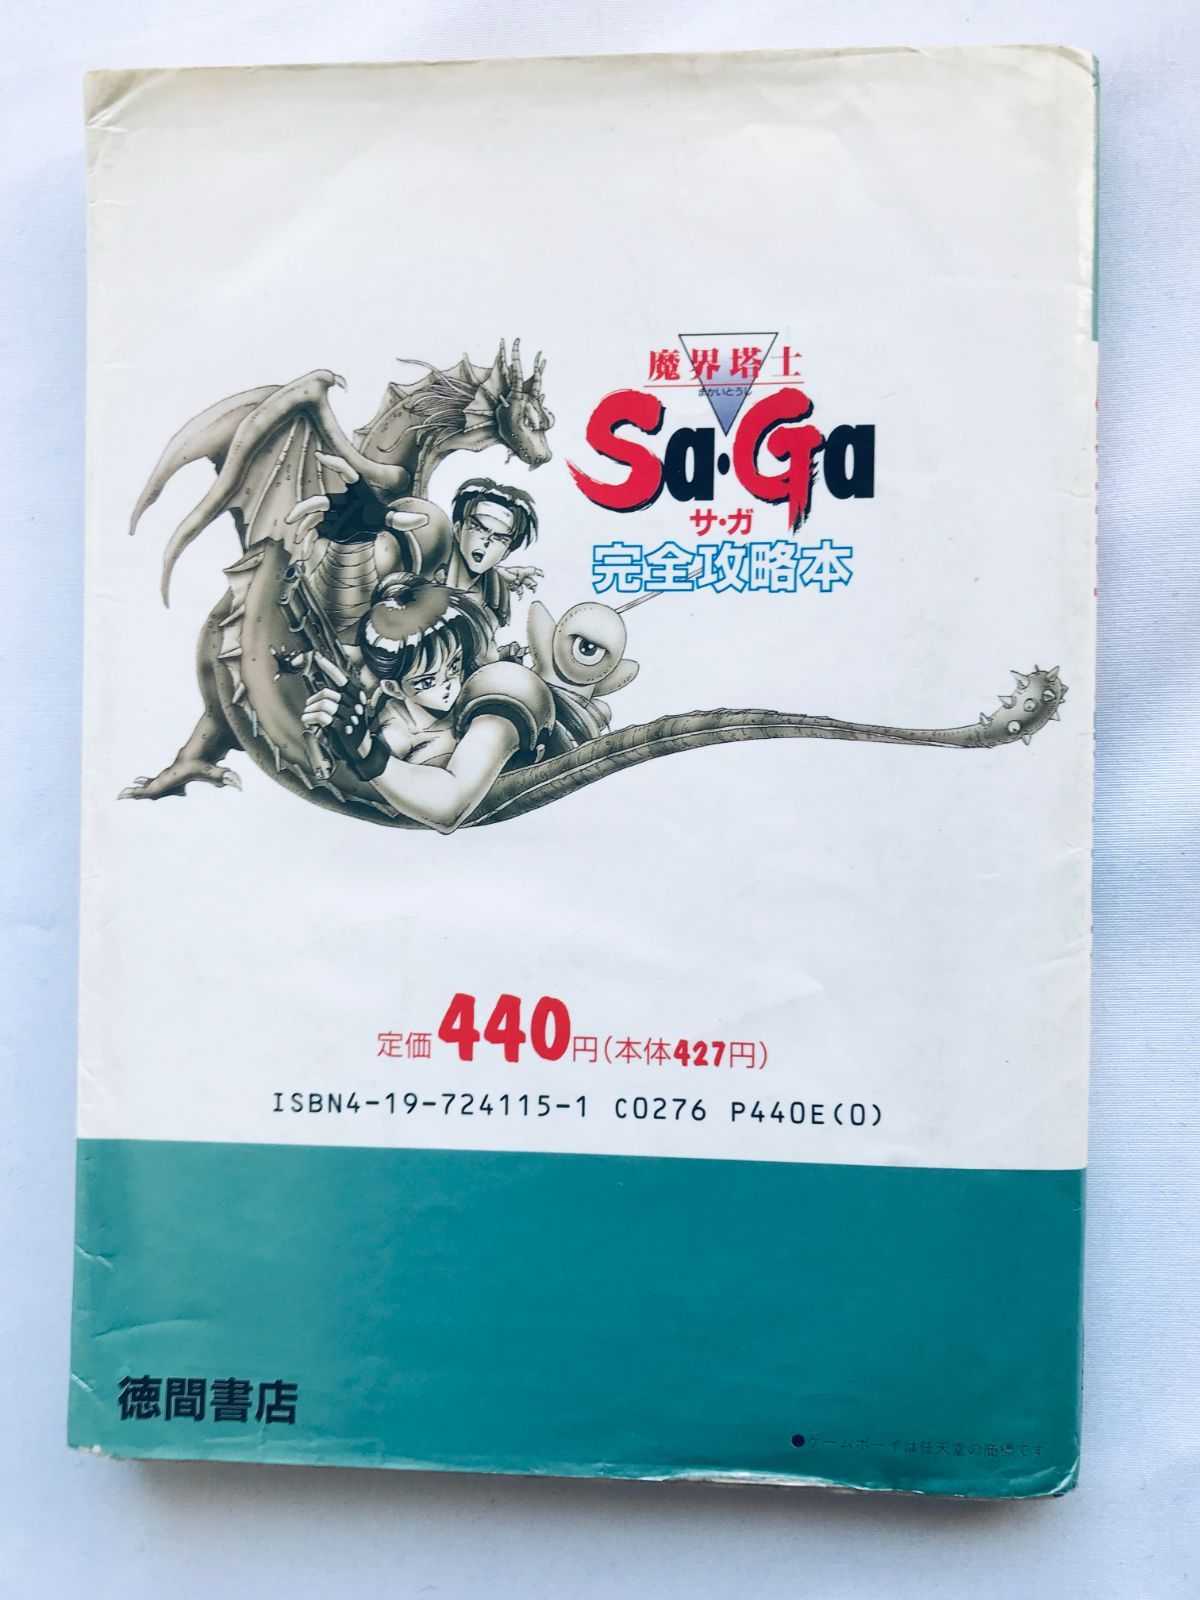 魔界塔士
まかいとうし
Sa・Ga
サ・ガ
完全攻略本
定価440円(本体427円)
ISBN4-19-724115-1 C0276 P440E(0)
徳間書店
●ゲームボーイは任天堂の商標です